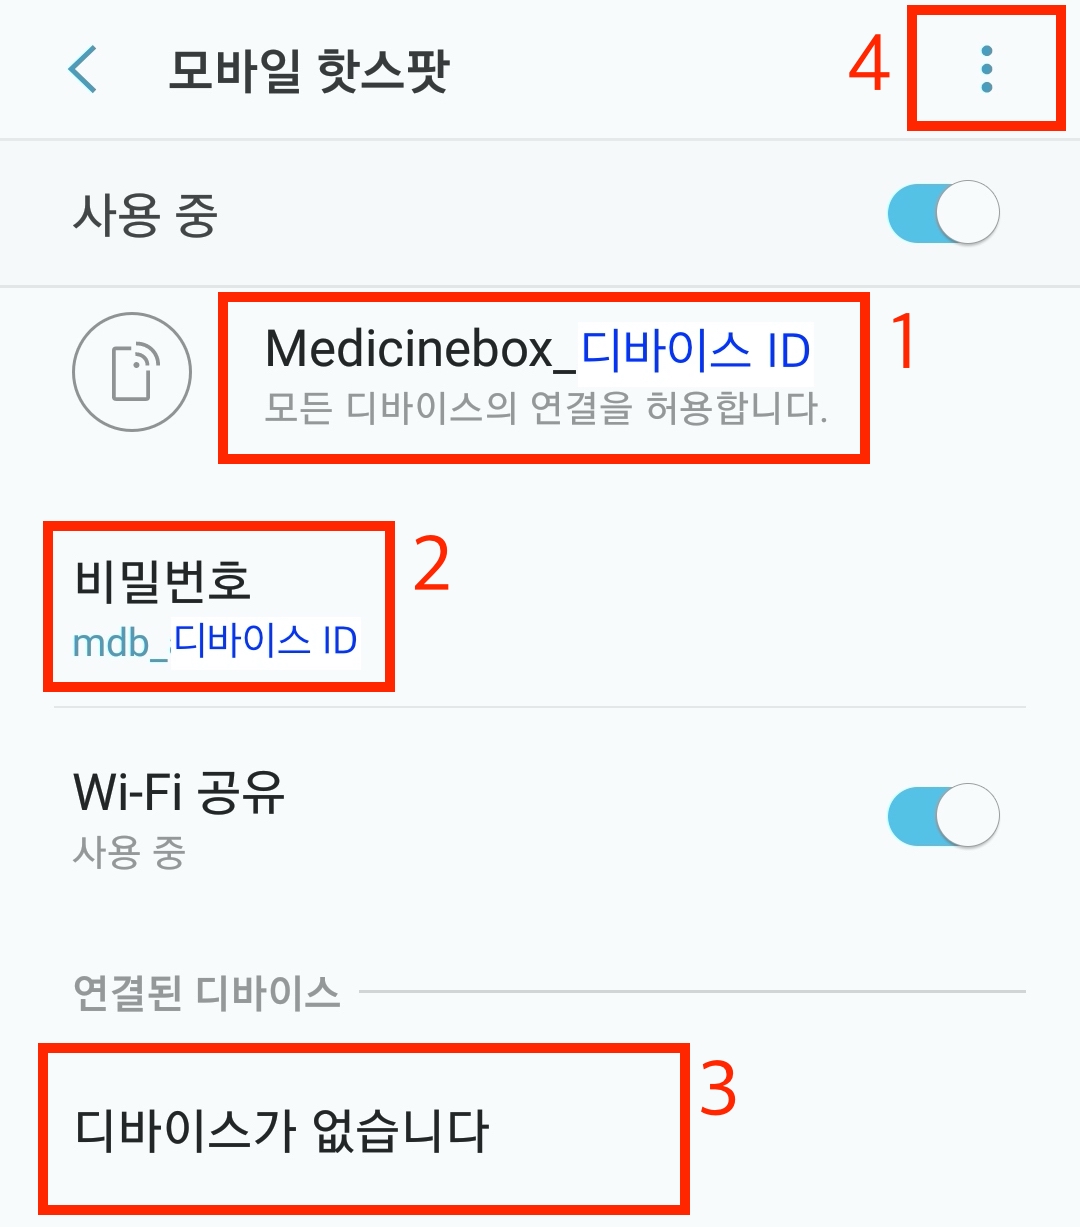 모바일 핫스팟
4
사용 중
Medicinebox_디바이스 ID
1
모든 디바이스의 연결을 허용합니다.
비밀번호
2
mdb_디바이스 ID
Wi-Fi 공유
사용 중
연결된 디바이스
디바이스가 없습니다
3